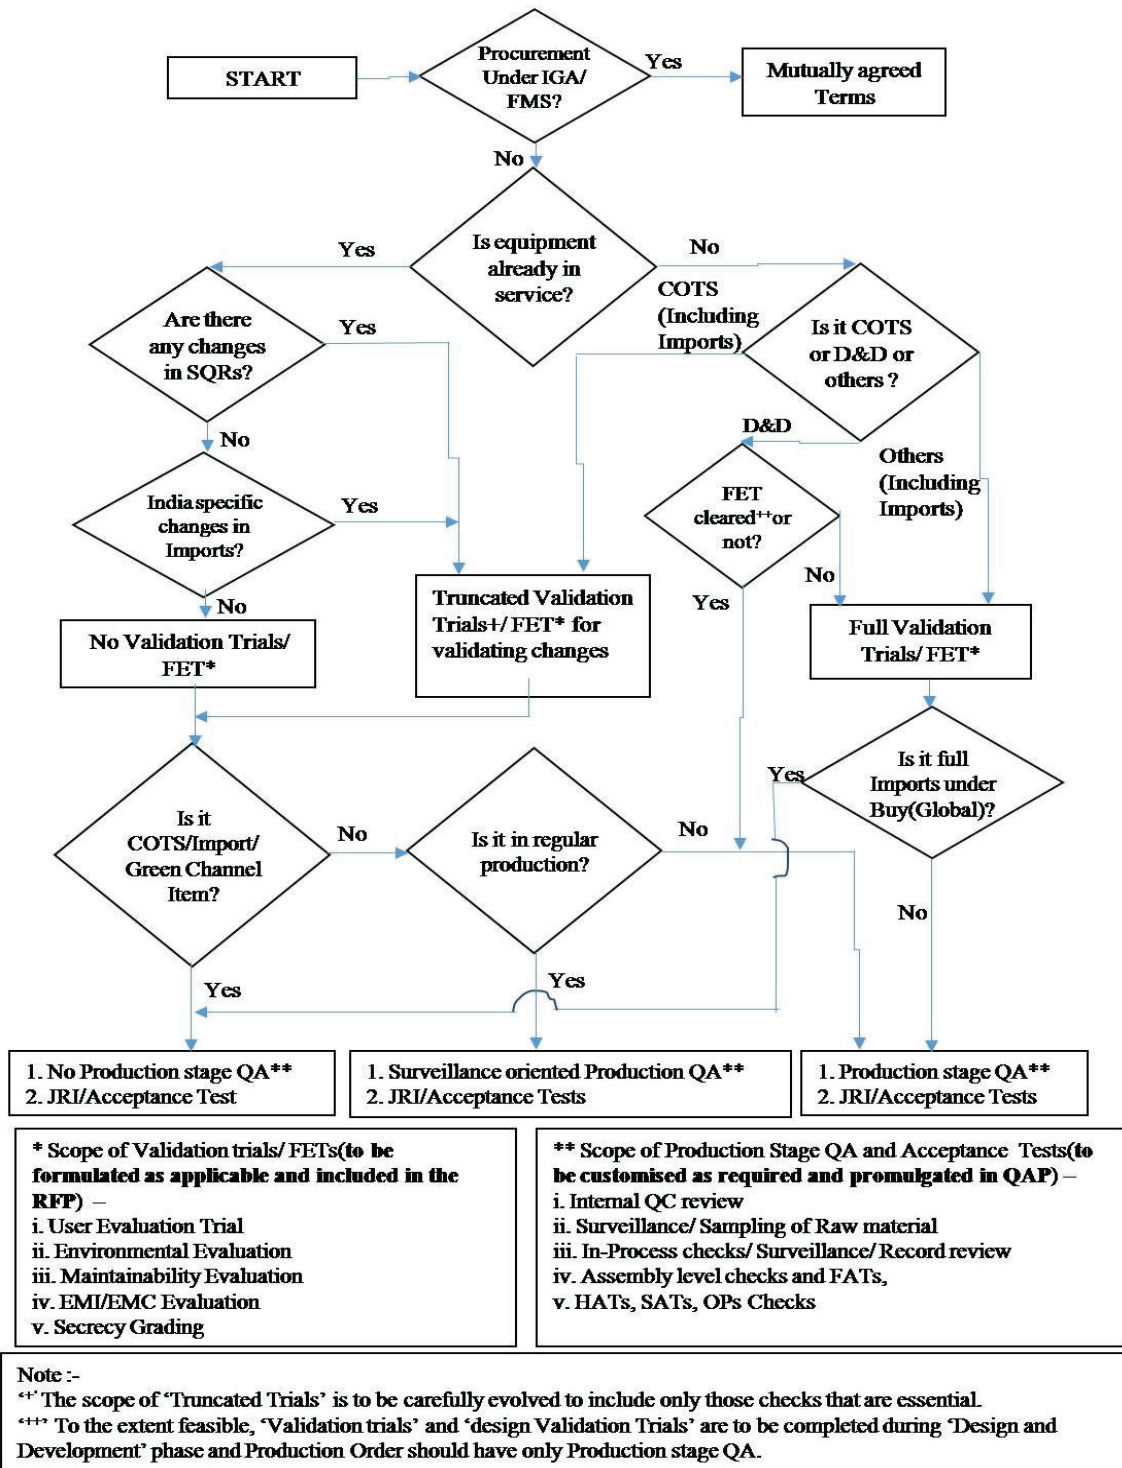 START
Procurement
Under IGA/
FMS?
Yes
Mutually agreed
Terms
No
Is equipment
already in
service?
Yes
No
Are there
any changes
in SQRs?
Yes
COTS
(Including
Imports)
Is it COTS
or D&D or
others ?
No
D&D
Others
(Including
Imports)
India specific
changes in
Imports?
Yes
FET
cleared⁺⁺or
not?
No
Yes
No
No Validation Trials/
FET*
Truncated Validation
Trials+/ FET* for
validating changes
Full Validation
Trials/ FET*
Is it
COTS/Import/
Green Channel
Item?
No
Is it in regular
production?
No
Yes
Is it full
Imports under
Buy(Global)?
No
Yes
Yes
1. No Production stage QA**
2. JRI/Acceptance Test
1. Surveillance oriented Production QA**
2. JRI/Acceptance Tests
1. Production stage QA**
2. JRI/Acceptance Tests
* Scope of Validation trials/ FETs(to be
formulated as applicable and included in the
RFP) –
i. User Evaluation Trial
ii. Environmental Evaluation
iii. Maintainability Evaluation
iv. EMI/EMC Evaluation
v. Secrecy Grading
** Scope of Production Stage QA and Acceptance Tests(to
be customised as required and promulgated in QAP) –
i. Internal QC review
ii. Surveillance/ Sampling of Raw material
iii. In-Process checks/ Surveillance/ Record review
iv. Assembly level checks and FATs,
v. HATs, SATs, OPs Checks
Note :-
‘⁺’ The scope of ‘Truncated Trials’ is to be carefully evolved to include only those checks that are essential.
‘⁺⁺’ To the extent feasible, ‘Validation trials’ and ‘design Validation Trials’ are to be completed during ‘Design and
Development’ phase and Production Order should have only Production stage QA.